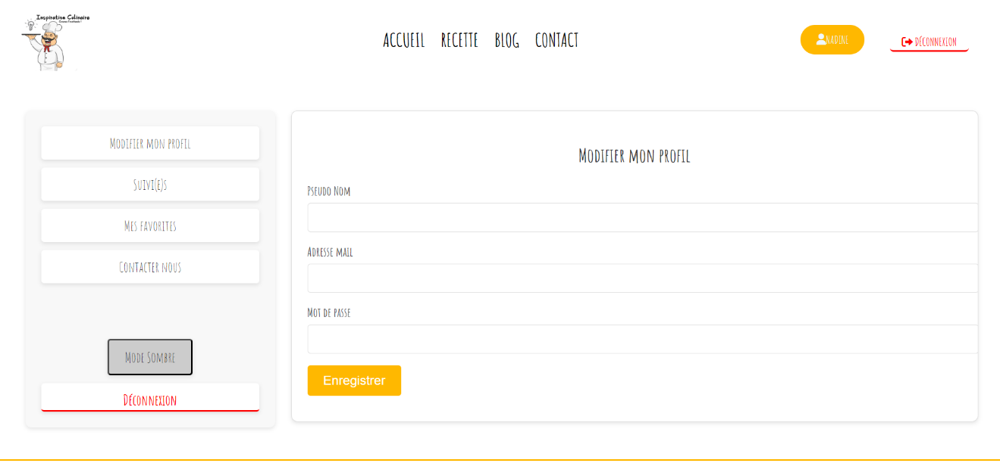 Inspiration Culinaire
ACCUEIL RECETTE BLOG CONTACT
NADINE
DÉCONNEXION
Modifier mon profil
Suivi(e)s
Mes favorites
Contacter nous
Mode Sombre
Déconnexion
Modifier mon profil
Pseudo Nom
Adresse mail
Mot de passe
Enregistrer